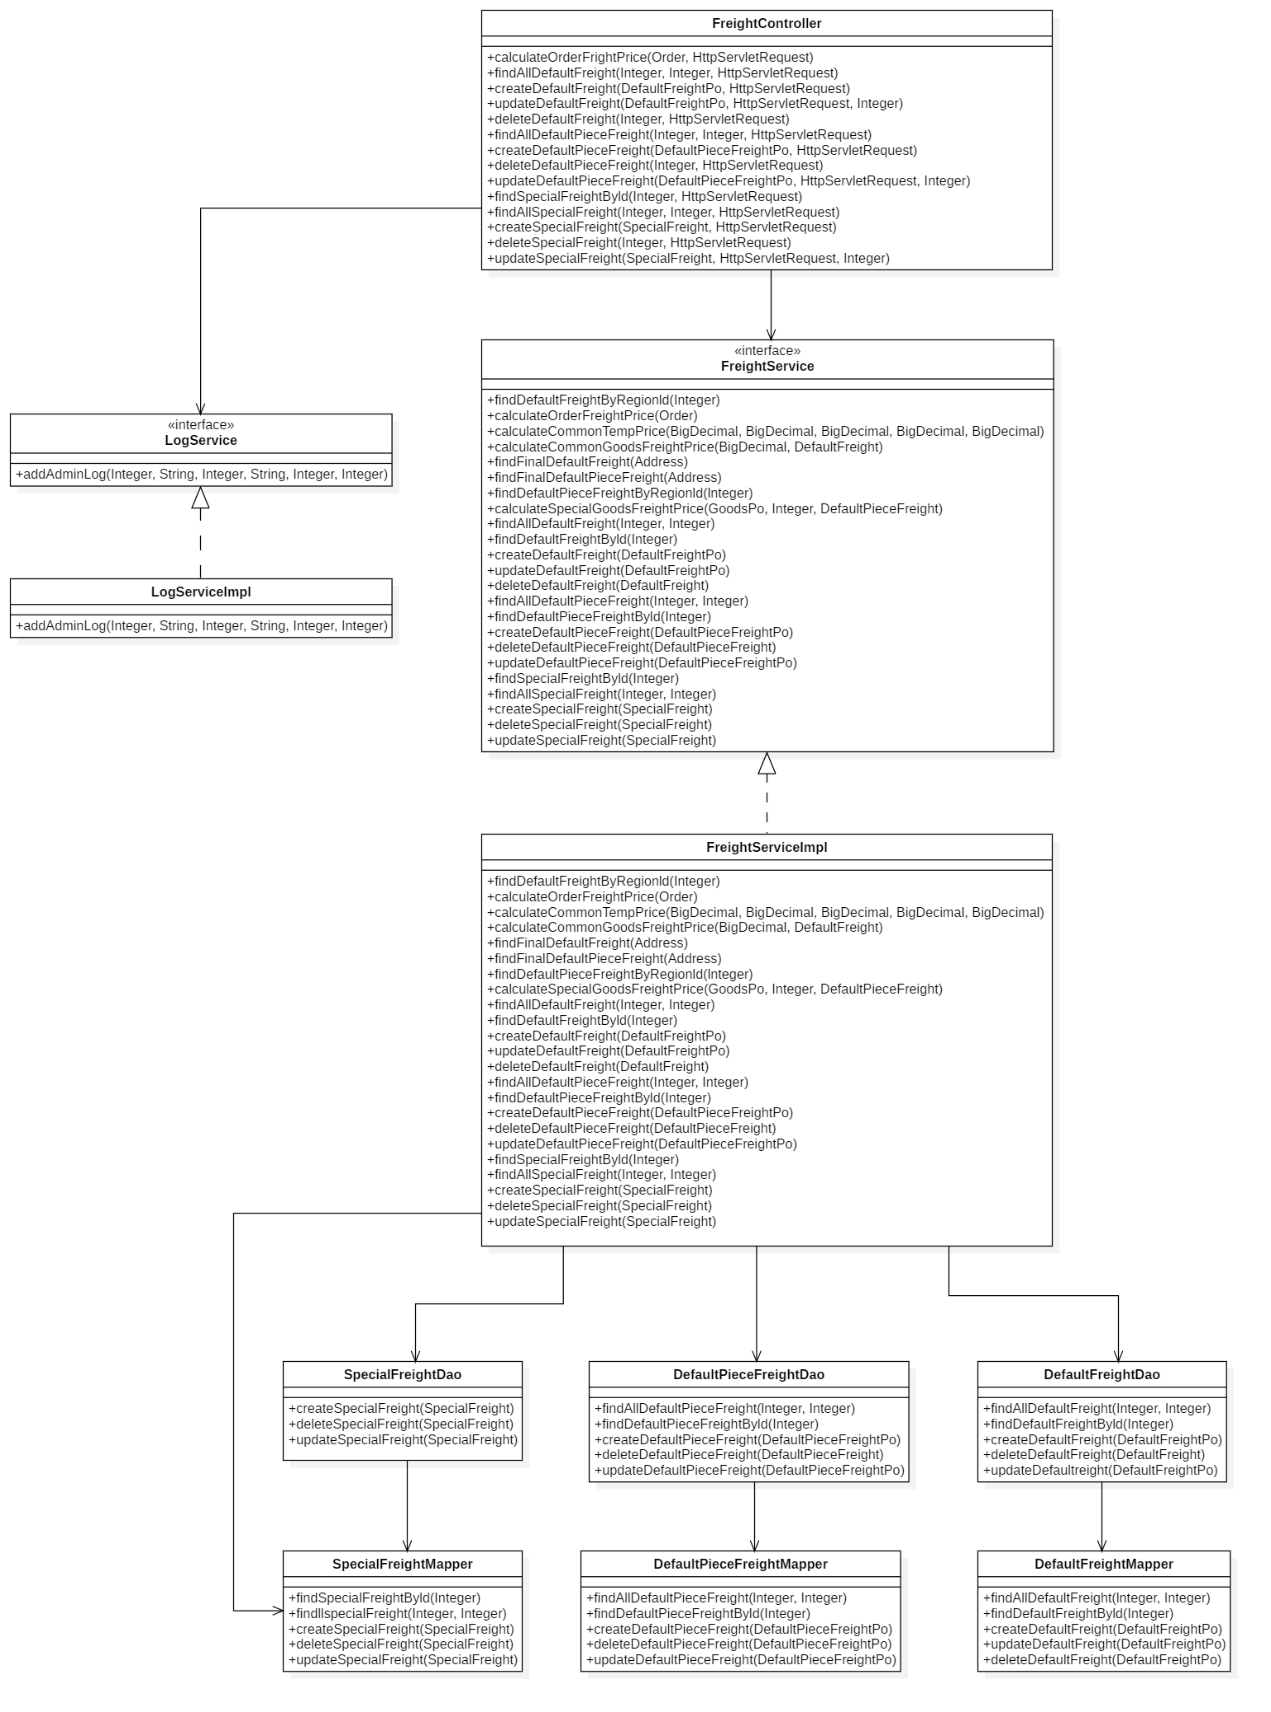 FreightController
+calculateOrderFrightPrice(Order, HttpServletRequest)
+findAllDefaultFreight(Integer, Integer, HttpServletRequest)
+createDefaultFreight(DefaultFreightPo, HttpServletRequest)
+updateDefaultFreight(DefaultFreightPo, HttpServletRequest, Integer)
+deleteDefaultFreight(Integer, HttpServletRequest)
+findAllDefaultPieceFreight(Integer, Integer, HttpServletRequest)
+createDefaultPieceFreight(DefaultPieceFreightPo, HttpServletRequest)
+deleteDefaultPieceFreight(Integer, HttpServletRequest)
+updateDefaultPieceFreight(DefaultPieceFreightPo, HttpServletRequest, Integer)
+findSpecialFreightById(Integer, HttpServletRequest)
+findAllSpecialFreight(Integer, Integer, HttpServletRequest)
+createSpecialFreight(SpecialFreight, HttpServletRequest)
+deleteSpecialFreight(Integer, HttpServletRequest)
+updateSpecialFreight(SpecialFreight, HttpServletRequest, Integer)
«interface»
FreightService
+findDefaultFreightByRegionId(Integer)
+calculateOrderFreightPrice(Order)
+calculateCommonTempPrice(BigDecimal, BigDecimal, BigDecimal, BigDecimal, BigDecimal)
+calculateCommonGoodsFreightPrice(BigDecimal, DefaultFreight)
+findFinalDefaultFreight(Address)
+findFinalDefaultPieceFreight(Address)
+findDefaultPieceFreightByRegionId(Integer)
+calculateSpecialGoodsFreightPrice(GoodsPo, Integer, DefaultPieceFreight)
+findAllDefaultFreight(Integer, Integer)
+findDefaultFreightById(Integer)
+createDefaultFreight(DefaultFreightPo)
+updateDefaultFreight(DefaultFreightPo)
+deleteDefaultFreight(DefaultFreight)
+findAllDefaultPieceFreight(Integer, Integer)
+findDefaultPieceFreightById(Integer)
+createDefaultPieceFreight(DefaultPieceFreightPo)
+deleteDefaultPieceFreight(DefaultPieceFreight)
+updateDefaultPieceFreight(DefaultPieceFreightPo)
+findSpecialFreightById(Integer)
+findAllSpecialFreight(Integer, Integer)
+createSpecialFreight(SpecialFreight)
+deleteSpecialFreight(SpecialFreight)
+updateSpecialFreight(SpecialFreight)
«interface»
LogService
+addAdminLog(Integer, String, Integer, String, Integer, Integer)
LogServiceImpl
+addAdminLog(Integer, String, Integer, String, Integer, Integer)
FreightServiceImpl
+findDefaultFreightByRegionId(Integer)
+calculateOrderFreightPrice(Order)
+calculateCommonTempPrice(BigDecimal, BigDecimal, BigDecimal, BigDecimal, BigDecimal)
+calculateCommonGoodsFreightPrice(BigDecimal, DefaultFreight)
+findFinalDefaultFreight(Address)
+findFinalDefaultPieceFreight(Address)
+findDefaultPieceFreightByRegionId(Integer)
+calculateSpecialGoodsFreightPrice(GoodsPo, Integer, DefaultPieceFreight)
+findAllDefaultFreight(Integer, Integer)
+findDefaultFreightById(Integer)
+createDefaultFreight(DefaultFreightPo)
+updateDefaultFreight(DefaultFreightPo)
+deleteDefaultFreight(DefaultFreight)
+findAllDefaultPieceFreight(Integer, Integer)
+findDefaultPieceFreightById(Integer)
+createDefaultPieceFreight(DefaultPieceFreightPo)
+deleteDefaultPieceFreight(DefaultPieceFreight)
+updateDefaultPieceFreight(DefaultPieceFreightPo)
+findSpecialFreightById(Integer)
+findAllSpecialFreight(Integer, Integer)
+createSpecialFreight(SpecialFreight)
+deleteSpecialFreight(SpecialFreight)
+updateSpecialFreight(SpecialFreight)
SpecialFreightDao
+createSpecialFreight(SpecialFreight)
+deleteSpecialFreight(SpecialFreight)
+updateSpecialFreight(SpecialFreight)
DefaultPieceFreightDao
+findAllDefaultPieceFreight(Integer, Integer)
+findDefaultPieceFreightById(Integer)
+createDefaultPieceFreight(DefaultPieceFreightPo)
+deleteDefaultPieceFreight(DefaultPieceFreight)
+updateDefaultPieceFreight(DefaultPieceFreightPo)
DefaultFreightDao
+findAllDefaultFreight(Integer, Integer)
+findDefaultFreightById(Integer)
+createDefaultFreight(DefaultFreightPo)
+deleteDefaultFreight(DefaultFreight)
+updateDefaultreight(DefaultFreightPo)
SpecialFreightMapper
+findSpecialFreightById(Integer)
+findllspecialFreight(Integer, Integer)
+createSpecialFreight(SpecialFreight)
+deleteSpecialFreight(SpecialFreight)
+updateSpecialFreight(SpecialFreight)
DefaultPieceFreightMapper
+findAllDefaultPieceFreight(Integer, Integer)
+findDefaultPieceFreightById(Integer)
+createDefaultPieceFreight(DefaultPieceFreightPo)
+deleteDefaultPieceFreight(DefaultPieceFreightPo)
+updateDefaultPieceFreight(DefaultPieceFreightPo)
DefaultFreightMapper
+findAllDefaultFreight(Integer, Integer)
+findDefaultFreightById(Integer)
+createDefaultFreight(DefaultFreightPo)
+updateDefaultFreight(DefaultFreightPo)
+deleteDefaultFreight(DefaultFreightPo)